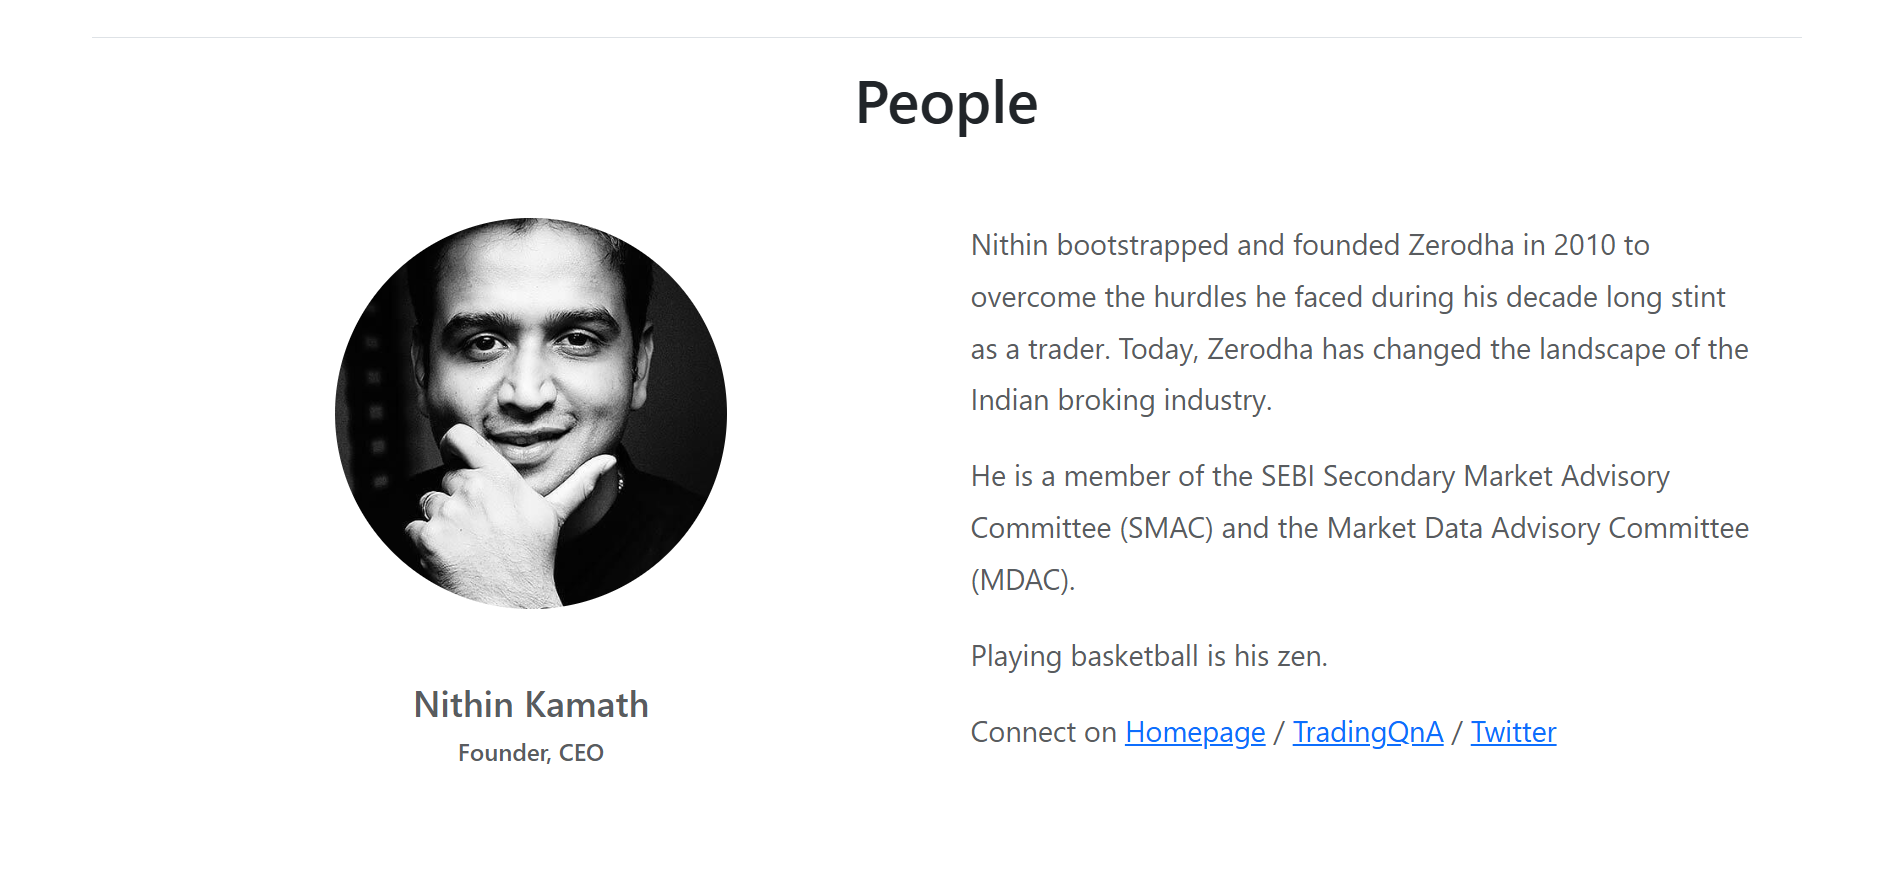 People
Nithin bootstrapped and founded Zerodha in 2010 to
overcome the hurdles he faced during his decade long stint
as a trader. Today, Zerodha has changed the landscape of the
Indian broking industry.
He is a member of the SEBI Secondary Market Advisory
Committee (SMAC) and the Market Data Advisory Committee
(MDAC).
Playing basketball is his zen.
Connect on Homepage / TradingQnA / Twitter
Nithin Kamath
Founder, CEO